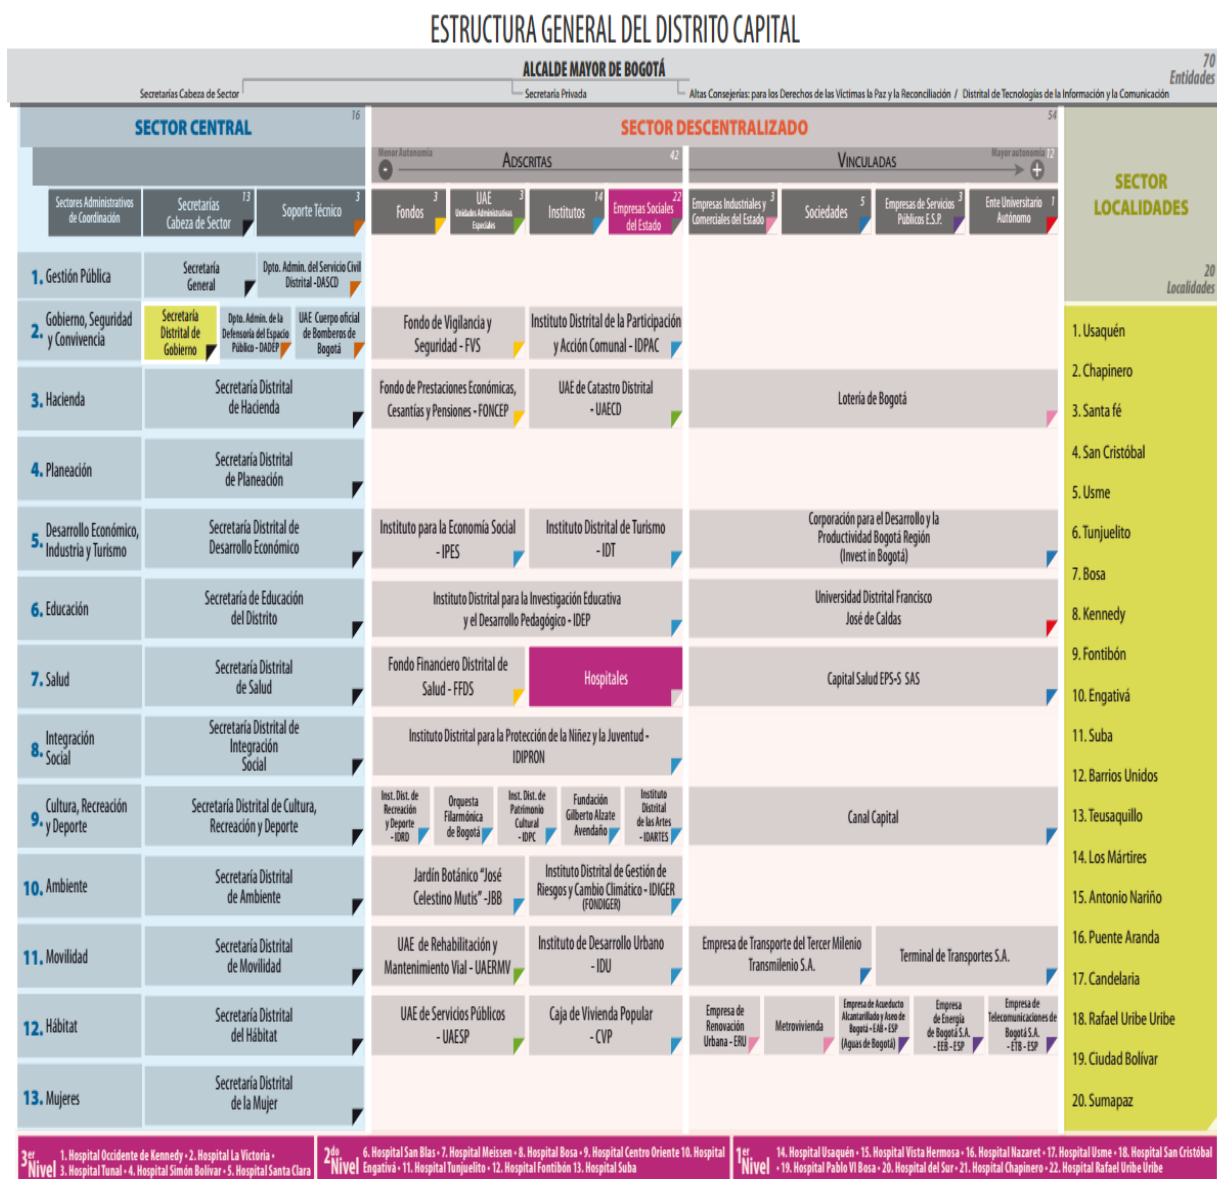 ESTRUCTURA GENERAL DEL DISTRITO CAPITAL
ALCALDE MAYOR DE BOGOTÁ
70
Entidades
Secretarías Cabeza de Sector
Secretaría Privada
Altas Consejerías: para los Derechos de las Víctimas la Paz y la Reconciliación / Distrital de Tecnologías de la Información y la Comunicación
SECTOR CENTRAL
16
SECTOR DESCENTRALIZADO
54
Menor Autonomía
-
ADSCRITAS
42
VINCULADAS
Mayor autonomía
12
+
SECTOR
LOCALIDADES
20
Localidades
Sectores Administrativos
de Coordinación
Secretarías
Cabeza de Sector
13
Soporte Técnico
3
Fondos
3
UAE
Unidades Administrativas
Especiales
3
Institutos
14
Empresas Sociales
del Estado
22
Empresas Industriales y
Comerciales del Estado
3
Sociedades
5
Empresas de Servicios
Públicos E.S.P.
3
Ente Universitario
Autónomo
1
1. Gestión Pública
Secretaría
General
Dpto. Admin. del Servicio Civil
Distrital -DASCD
2. Gobierno, Seguridad
y Convivencia
Secretaría
Distrital de
Gobierno
Dpto. Admin. de la
Defensoría del Espacio
Público - DADEP
UAE Cuerpo oficial
de Bomberos de
Bogotá
Fondo de Vigilancia y
Seguridad - FVS
Instituto Distrital de la Participación
y Acción Comunal - IDPAC
3. Hacienda
Secretaría Distrital
de Hacienda
Fondo de Prestaciones Económicas,
Cesantías y Pensiones - FONCEP
UAE de Catastro Distrital
- UAECD
Lotería de Bogotá
4. Planeación
Secretaría Distrital
de Planeación
5. Desarrollo Económico,
Industria y Turismo
Secretaría Distrital de
Desarrollo Económico
Instituto para la Economía Social
- IPES
Instituto Distrital de Turismo
- IDT
Corporación para el Desarrollo y la
Productividad Bogotá Región
(Invest in Bogotá)
6. Educación
Secretaría de Educación
del Distrito
Instituto Distrital para la Investigación Educativa
y el Desarrollo Pedagógico - IDEP
Universidad Distrital Francisco
José de Caldas
7. Salud
Secretaría Distrital
de Salud
Fondo Financiero Distrital de
Salud - FFDS
Hospitales
Capital Salud EPS-S SAS
8. Integración
Social
Secretaría Distrital de
Integración
Social
Instituto Distrital para la Protección de la Niñez y la Juventud -
IDIPRON
9. Cultura, Recreación
y Deporte
Secretaría Distrital de Cultura,
Recreación y Deporte
Inst. Dist. de
Recreación
y Deporte
- IDRD
Orquesta
Filarmónica
de Bogotá
Inst. Dist. de
Patrimonio
Cultural
- IDPC
Fundación
Gilberto Alzate
Avendaño
Instituto
Distrital
de las Artes
- IDARTES
Canal Capital
10. Ambiente
Secretaría Distrital
de Ambiente
Jardín Botánico "José
Celestino Mutis" -JBB
Instituto Distrital de Gestión de
Riesgos y Cambio Climático - IDIGER
(FONDIGER)
11. Movilidad
Secretaría Distrital
de Movilidad
UAE de Rehabilitación y
Mantenimiento Vial - UAERMV
Instituto de Desarrollo Urbano
- IDU
Empresa de Transporte del Tercer Milenio
Transmilenio S.A.
Terminal de Transportes S.A.
12. Hábitat
Secretaría Distrital
del Hábitat
UAE de Servicios Públicos
- UAESP
Caja de Vivienda Popular
- CVP
Empresa de
Renovación
Urbana - ERU
Metrovivienda
Empresa de Acueducto
Alcantarillado y Aseo de
Bogotá - EAB - ESP
(Aguas de Bogotá)
Empresa
de Energía
de Bogotá S.A.
- EEB - ESP
Empresa de
Telecomunicaciones de
Bogotá S.A.
- ETB - ESP
13. Mujeres
Secretaría Distrital
de la Mujer
1. Usaquén
2. Chapinero
3. Santa fé
4. San Cristóbal
5. Usme
6. Tunjuelito
7. Bosa
8. Kennedy
9. Fontibón
10. Engativá
11. Suba
12. Barrios Unidos
13. Teusaquillo
14. Los Mártires
15. Antonio Nariño
16. Puente Aranda
17. Candelaria
18. Rafael Uribe Uribe
19. Ciudad Bolívar
20. Sumapaz
3er Nivel
1. Hospital Occidente de Kennedy • 2. Hospital La Victoria •
3. Hospital Tunal • 4. Hospital Simón Bolívar • 5. Hospital Santa Clara
2do Nivel
6. Hospital San Blas • 7. Hospital Meissen • 8. Hospital Bosa • 9. Hospital Centro Oriente 10. Hospital
Engativá • 11. Hospital Tunjuelito • 12. Hospital Fontibón 13. Hospital Suba
1er Nivel
14. Hospital Usaquén • 15. Hospital Vista Hermosa • 16. Hospital Nazaret • 17. Hospital Usme • 18. Hospital San Cristóbal
• 19. Hospital Pablo VI Bosa • 20. Hospital del Sur • 21. Hospital Chapinero • 22. Hospital Rafael Uribe Uribe